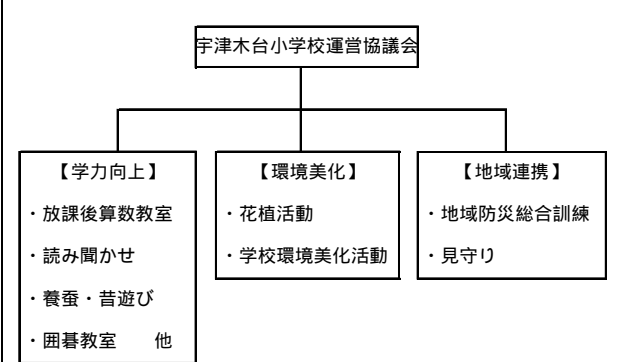 宇津木台小学校運営協議会
【学力向上】
・放課後算数教室
・読み聞かせ
・養蚕・昔遊び
・囲碁教室　他
【環境美化】
・花植活動
・学校環境美化活動
【地域連携】
・地域防災総合訓練
・見守り